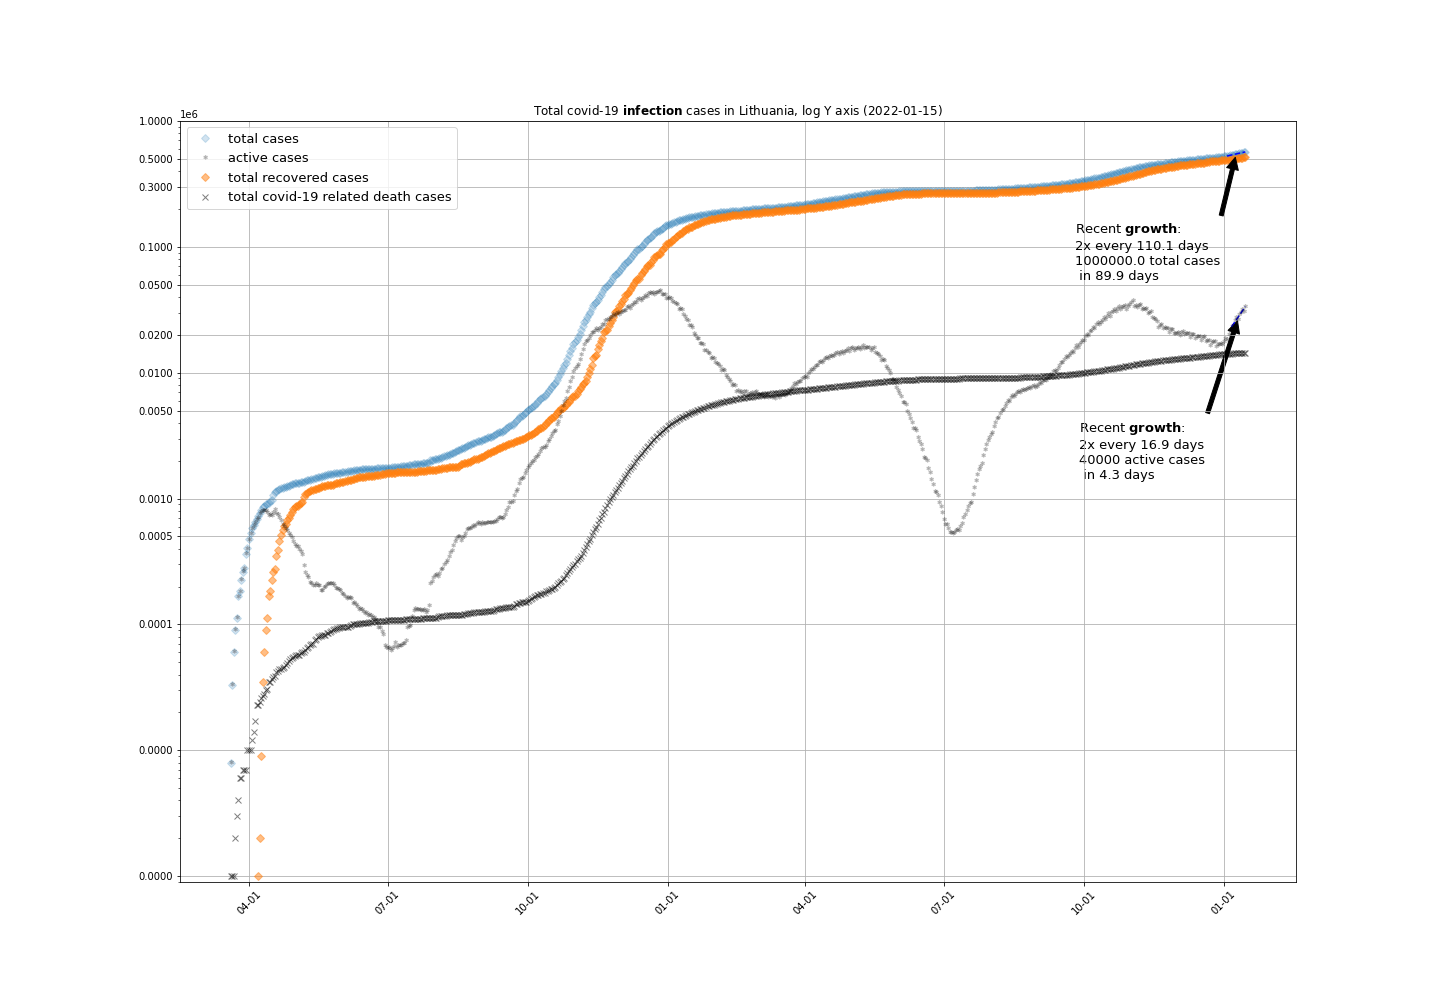 Total covid-19 infection cases in Lithuania, log Y axis (2022-01-15)
1e6
1.0000
0.5000
0.3000
0.1000
0.0500
0.0200
0.0100
0.0050
0.0010
0.0005
0.0001
0.0000
0.0000
total cases
active cases
total recovered cases
total covid-19 related death cases
Recent growth:
2x every 110.1 days
1000000.0 total cases
in 89.9 days
Recent growth:
2x every 16.9 days
40000 active cases
in 4.3 days
04-01
07-01
10-01
01-01
04-01
07-01
10-01
01-01